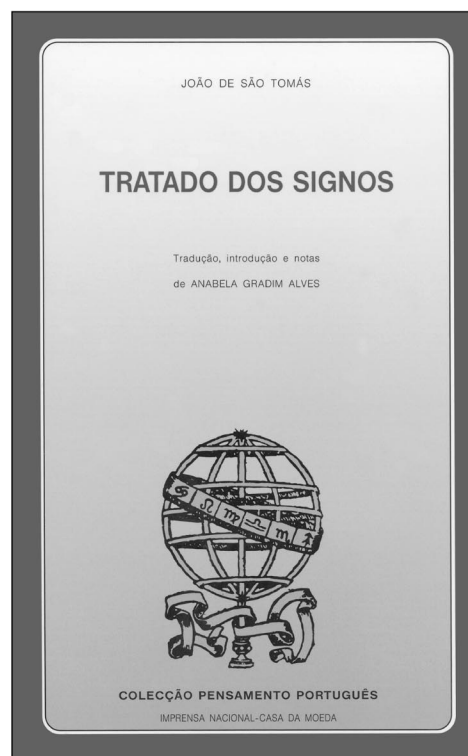 JOÃO DE SÃO TOMÁS
TRATADO DOS SIGNOS
Tradução, introdução e notas
de ANABELA GRADIM ALVES
♋ ♌ ♍ ♎ ♏ ♐
COLECÇÃO PENSAMENTO PORTUGUÊS
IMPRENSA NACIONAL-CASA DA MOEDA